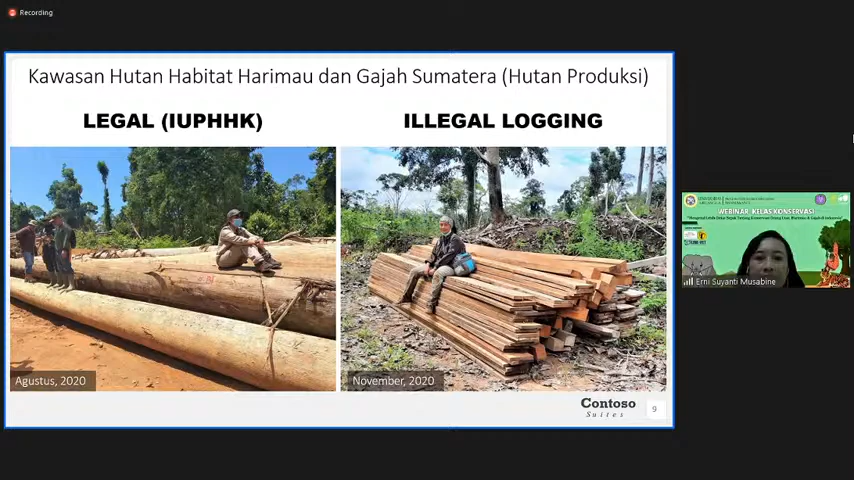 Recording
Kawasan Hutan Habitat Harimau dan Gajah Sumatera (Hutan Produksi)
LEGAL (IUPHHK)
ILLEGAL LOGGING
Agustus, 2020
November, 2020
Contoso
Suites
9
WEBINAR KELAS KONSERVASI
Erni Suyanti Musabine